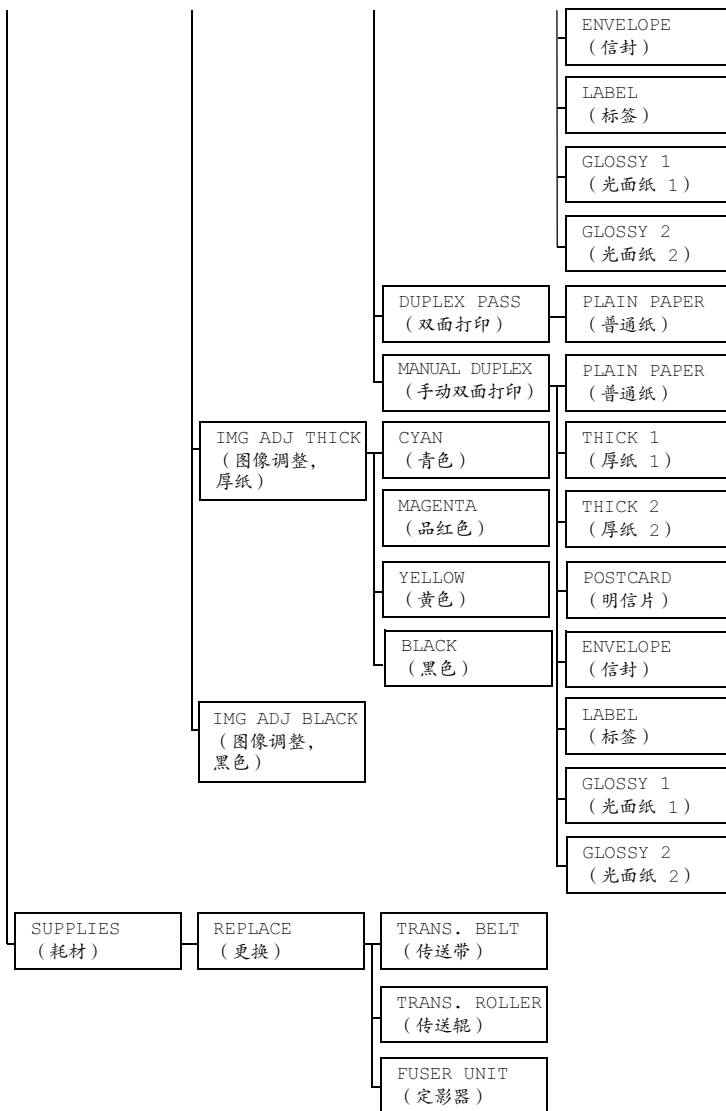 ENVELOPE
（信封）
LABEL
（标签）
GLOSSY 1
（光面纸 1）
GLOSSY 2
（光面纸 2）
DUPLEX PASS
（双面打印）
PLAIN PAPER
（普通纸）
MANUAL DUPLEX
（手动双面打印）
PLAIN PAPER
（普通纸）
IMG ADJ THICK
（图像调整，
厚纸）
CYAN
（青色）
THICK 1
（厚纸 1）
MAGENTA
（品红色）
THICK 2
（厚纸 2）
YELLOW
（黄色）
POSTCARD
（明信片）
BLACK
（黑色）
ENVELOPE
（信封）
IMG ADJ BLACK
（图像调整，
黑色）
LABEL
（标签）
GLOSSY 1
（光面纸 1）
GLOSSY 2
（光面纸 2）
SUPPLIES
（耗材）
REPLACE
（更换）
TRANS. BELT
（传送带）
TRANS. ROLLER
（传送辊）
FUSER UNIT
（定影器）